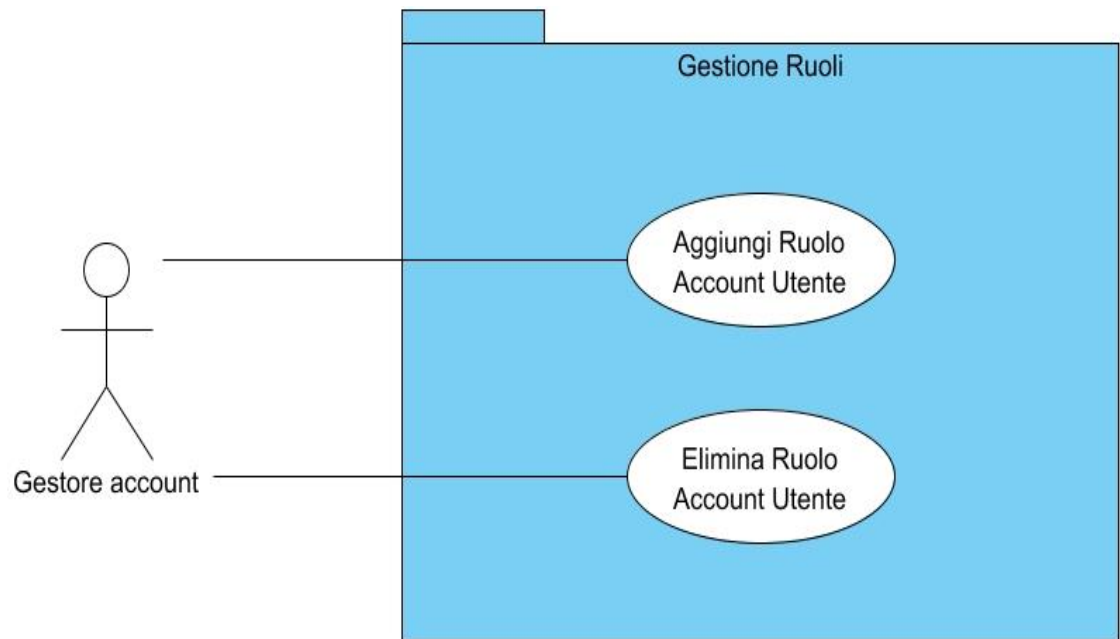 Gestione Ruoli
Aggiungi Ruolo
Account Utente
Elimina Ruolo
Account Utente
Gestore account